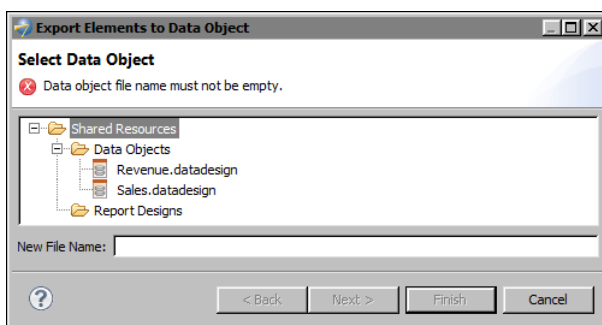 Export Elements to Data Object
Select Data Object
Data object file name must not be empty.
Shared Resources
Data Objects
Revenue.datadesign
Sales.datadesign
Report Designs
New File Name:
? < Back Next > Finish Cancel